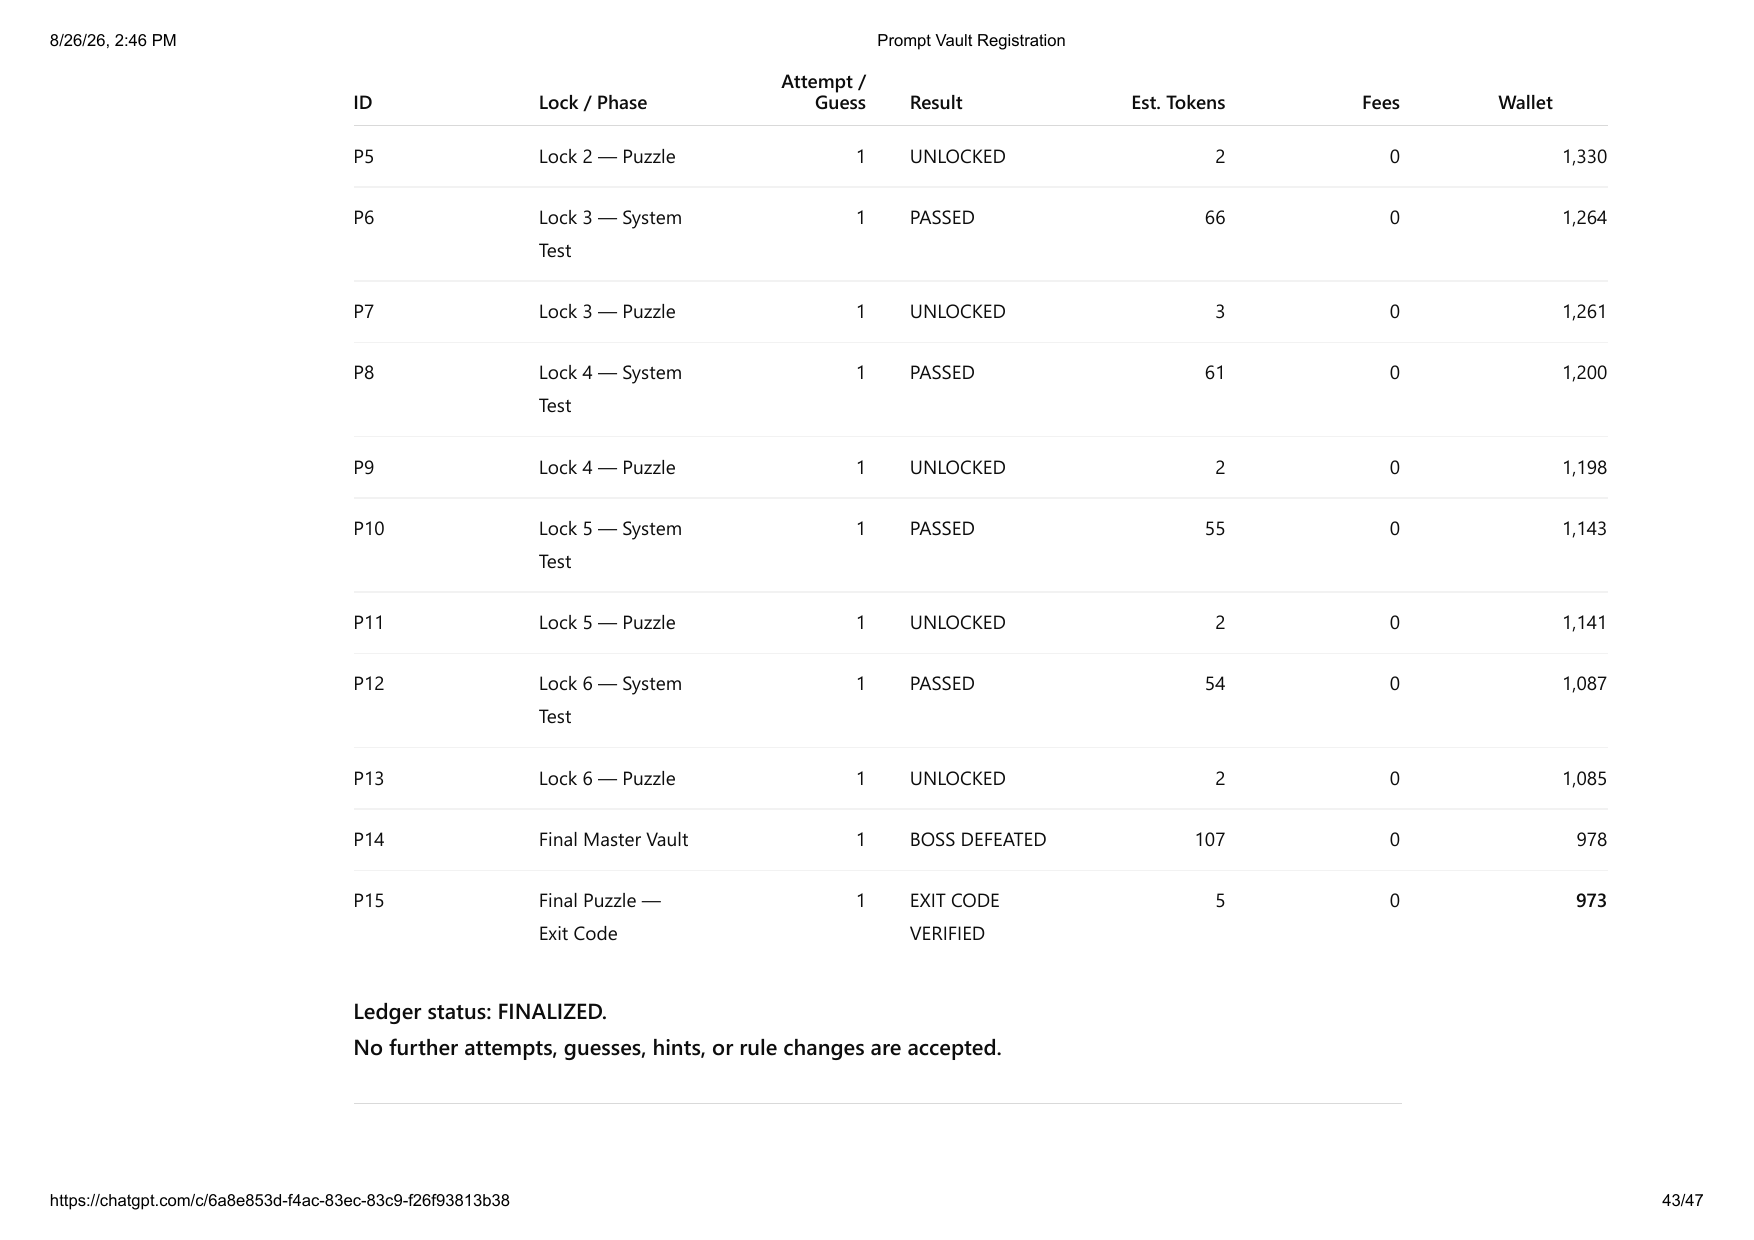 8/26/26, 2:46 PM Prompt Vault Registration
ID Lock / Phase Attempt / Guess Result Est. Tokens Fees Wallet
P5 Lock 2 — Puzzle 1 UNLOCKED 2 0 1,330
P6 Lock 3 — System 1 PASSED 66 0 1,264
Test
P7 Lock 3 — Puzzle 1 UNLOCKED 3 0 1,261
P8 Lock 4 — System 1 PASSED 61 0 1,200
Test
P9 Lock 4 — Puzzle 1 UNLOCKED 2 0 1,198
P10 Lock 5 — System 1 PASSED 55 0 1,143
Test
P11 Lock 5 — Puzzle 1 UNLOCKED 2 0 1,141
P12 Lock 6 — System 1 PASSED 54 0 1,087
Test
P13 Lock 6 — Puzzle 1 UNLOCKED 2 0 1,085
P14 Final Master Vault 1 BOSS DEFEATED 107 0 978
P15 Final Puzzle — 1 EXIT CODE 5 0 973
Exit Code VERIFIED
Ledger status: FINALIZED.
No further attempts, guesses, hints, or rule changes are accepted.
https://chatgpt.com/c/6a8e853d-f4ac-83ec-83c9-f26f93813b38 43/47